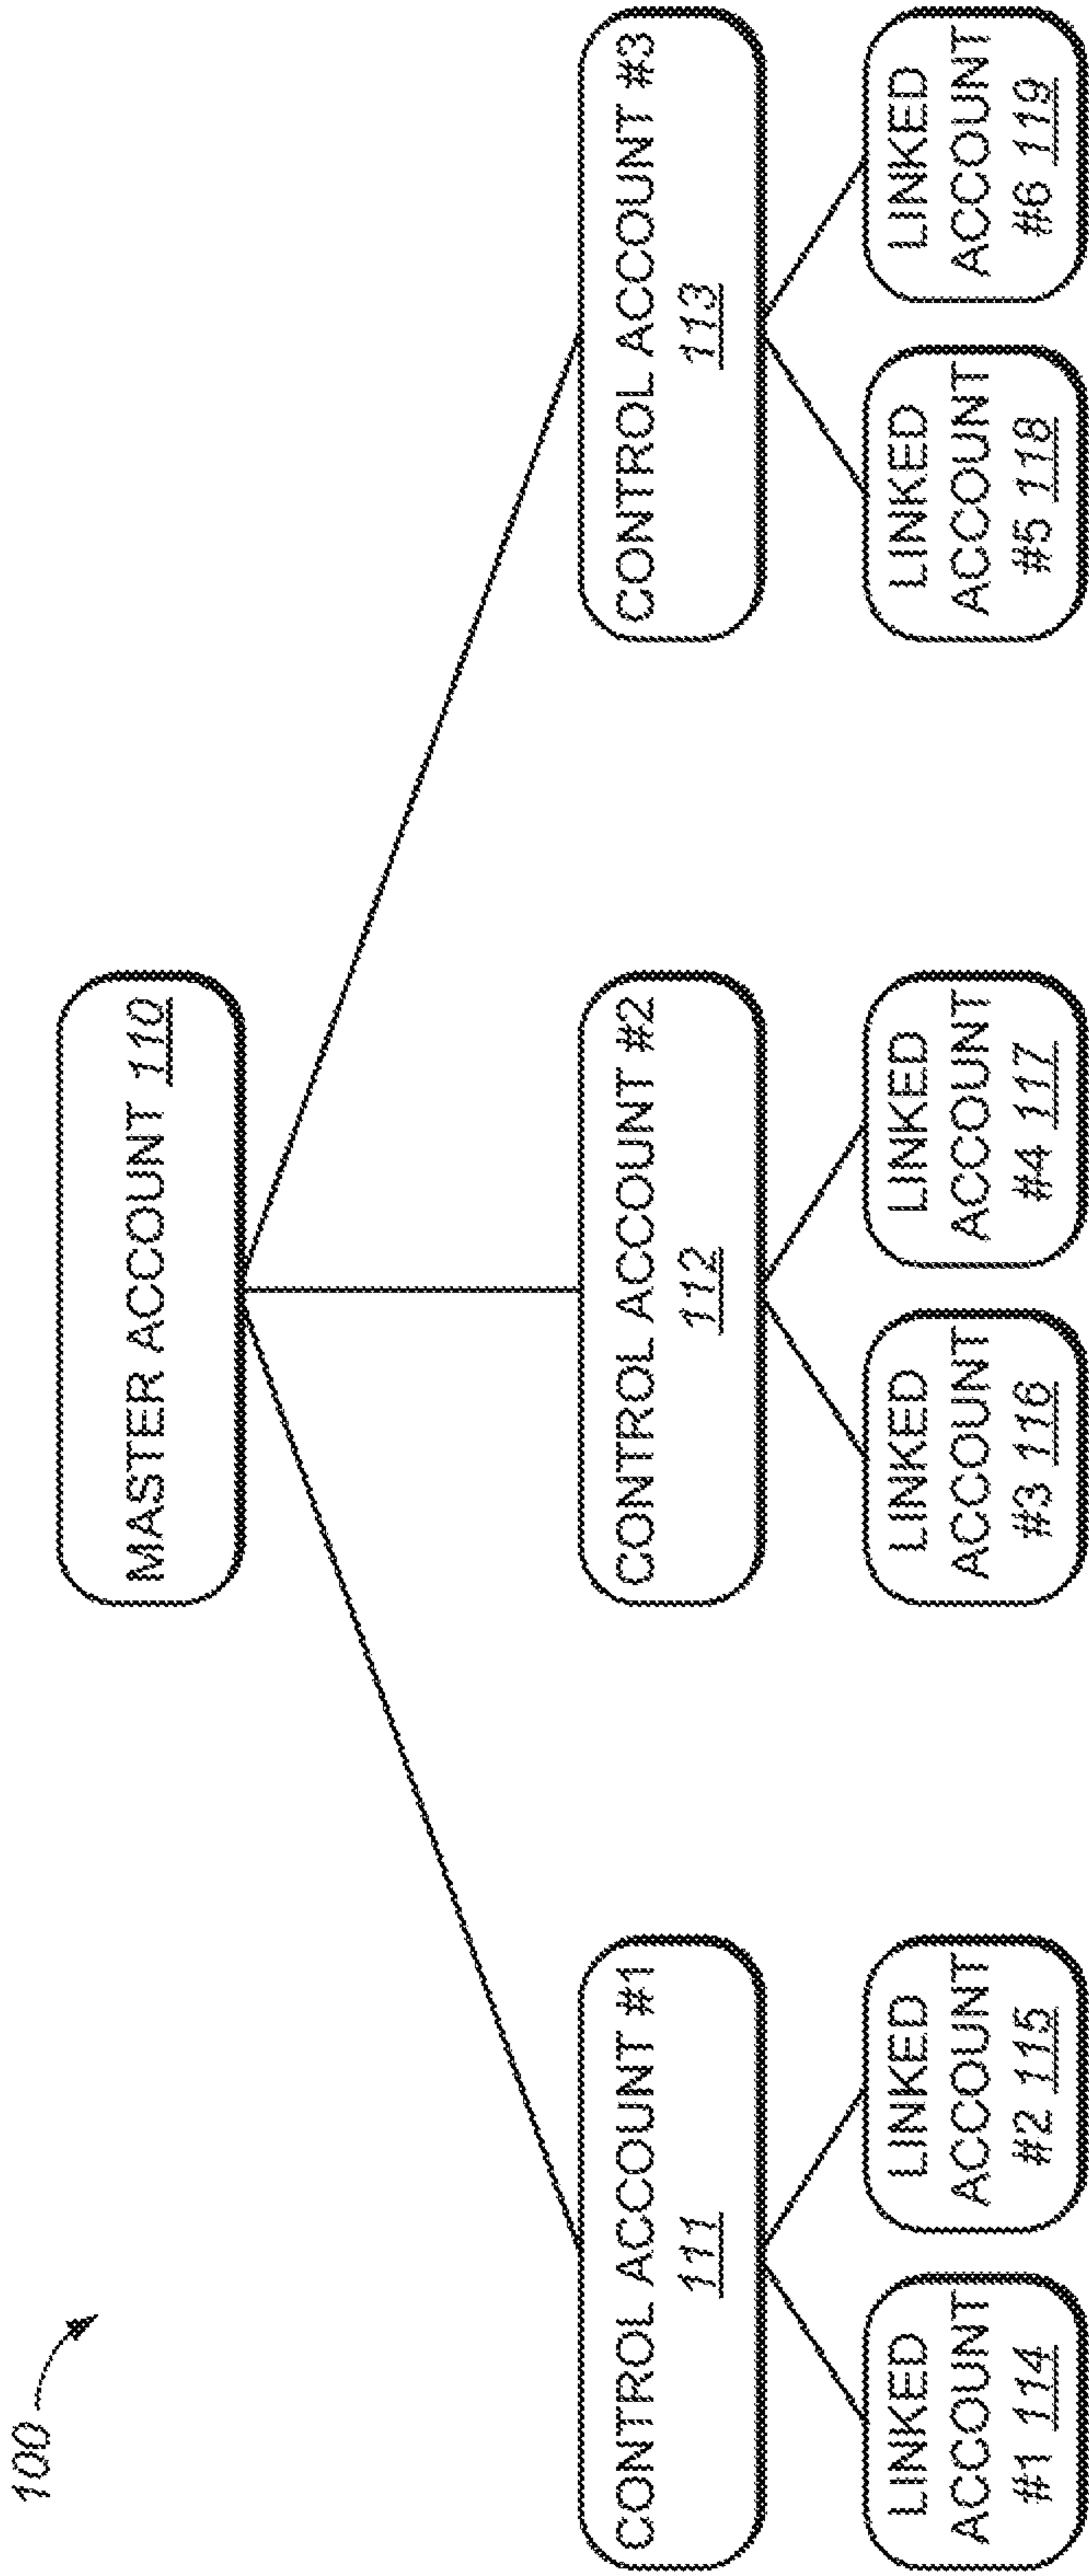 100
MASTER ACCOUNT 110
CONTROL ACCOUNT #1
111
CONTROL ACCOUNT #2
112
CONTROL ACCOUNT #3
113
LINKED
ACCOUNT
#1 114
LINKED
ACCOUNT
#2 115
LINKED
ACCOUNT
#3 116
LINKED
ACCOUNT
#4 117
LINKED
ACCOUNT
#5 118
LINKED
ACCOUNT
#6 119